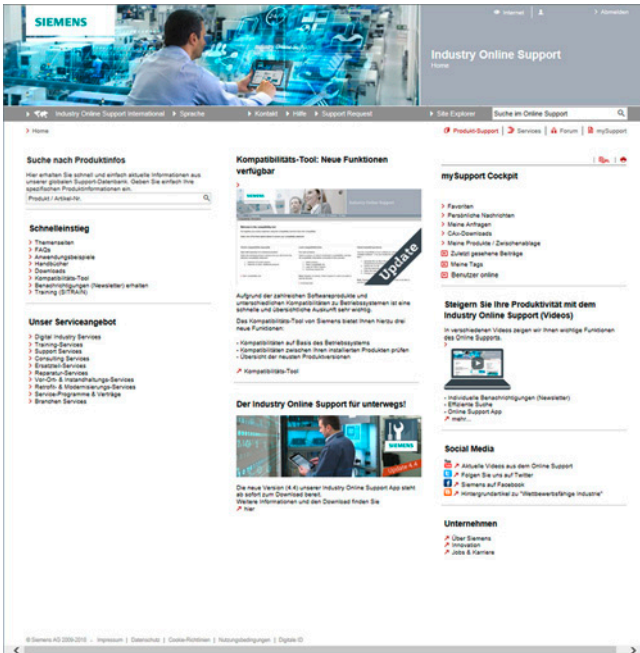 SIEMENS
Internet
Abmelden
Industry Online Support
Home
Industry Online Support International
Sprache
Kontakt
Hilfe
Support Request
Site Explorer
Suche im Online Support
Home
Produkt-Support
Services
Forum
mySupport
Suche nach Produktinfos
Hier erhalten Sie schnell und einfach aktuelle Informationen aus
unserer globalen Support-Datenbank. Geben Sie einfach Ihre
spezifischen Produktinformationen ein.
Produkt / Artikel-Nr.
Schnelleinstieg
Themenseiten
FAQs
Anwendungsbeispiele
Handbücher
Downloads
Kompatibilitäts-Tool
Benachrichtigungen (Newsletter) erhalten
Training (SITRAIN)
Unser Serviceangebot
Digital Industry Services
Training-Services
Support Services
Consulting Services
Ersatzteil-Services
Reparatur-Services
Vor-Ort- & Instandhaltungs-Services
Retrofit- & Modernisierungs-Services
Service-Programme & Verträge
Branchen Services
Kompatibilitäts-Tool: Neue Funktionen
verfügbar
Update
Aufgrund der zahlreichen Softwareprodukte und
unterschiedlichen Kompatibilitäten zu Betriebssystemen ist eine
schnelle und übersichtliche Auskunft sehr wichtig.
Das Kompatibilitäts-Tool von Siemens bietet Ihnen hierzu drei
neue Funktionen:
- Kompatibilitäten auf Basis des Betriebssystems
- Kompatibilitäten zwischen Ihren installierten Produkten prüfen
- Übersicht der neusten Produktversionen
Kompatibilitäts-Tool
Der Industry Online Support für unterwegs!
SIEMENS
Update 4.4
Die neue Version (4.4) unserer Industry Online Support App steht
ab sofort zum Download bereit.
Weitere Informationen und den Download finden Sie
hier
mySupport Cockpit
Favoriten
Persönliche Nachrichten
Meine Anfragen
CAx-Downloads
Meine Produkte / Zwischenablage
Zuletzt gesehene Beiträge
Meine Tags
Benutzer online
Steigern Sie Ihre Produktivität mit dem
Industry Online Support (Videos)
In verschiedenen Videos zeigen wir Ihnen wichtige Funktionen
des Online Supports.
- Individuelle Benachrichtigungen (Newsletter)
- Effiziente Suche
- Online Support App
mehr...
Social Media
Aktuelle Videos aus dem Online Support
Folgen Sie uns auf Twitter
Siemens auf Facebook
Hintergrundartikel zu "Wettbewerbsfähige Industrie"
Unternehmen
Über Siemens
Innovation
Jobs & Karriere
© Siemens AG 2009-2018 - Impressum | Datenschutz | Cookie-Richtlinien | Nutzungsbedingungen | Digitale ID